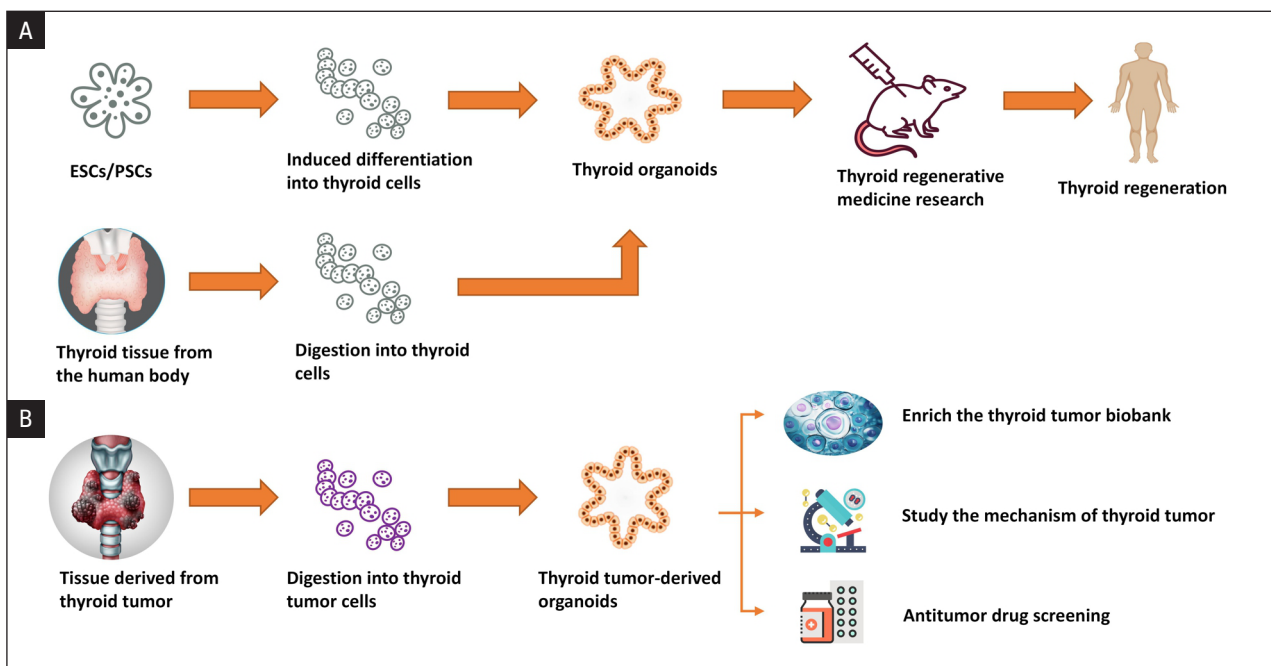 A
ESCs/PSCs
Induced differentiation
into thyroid cells
Thyroid organoids
Thyroid regenerative
medicine research
Thyroid regeneration
Thyroid tissue from
the human body
Digestion into thyroid
cells
B
Tissue derived from
thyroid tumor
Digestion into thyroid
tumor cells
Thyroid tumor-derived
organoids
Enrich the thyroid tumor biobank
Study the mechanism of thyroid tumor
Antitumor drug screening